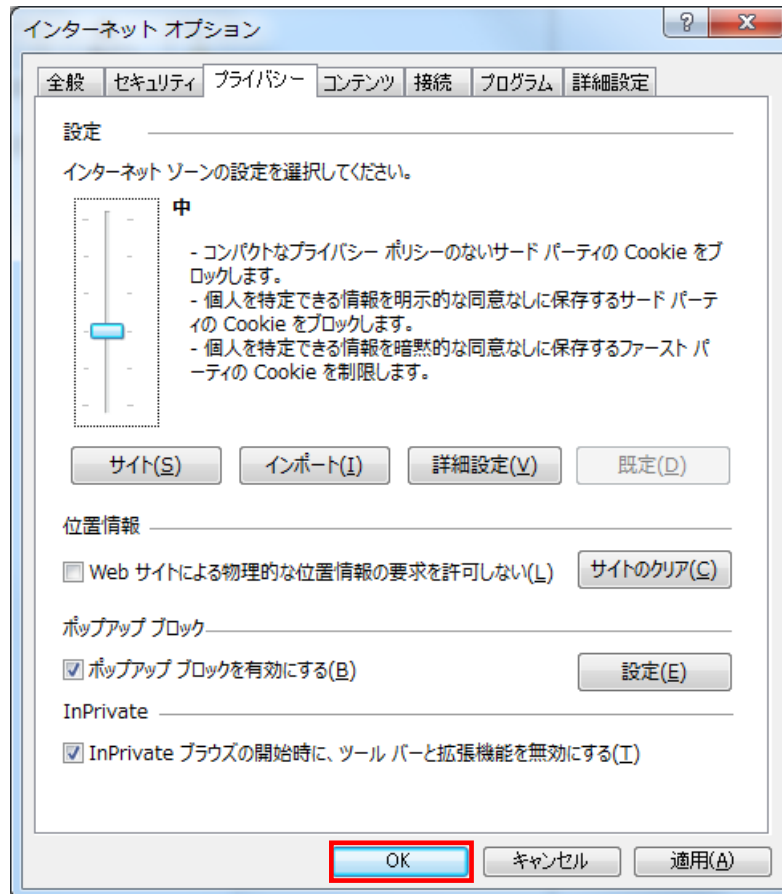 インターネット オプション
全般 セキュリティ プライバシー コンテンツ 接続 プログラム 詳細設定
設定
インターネット ゾーンの設定を選択してください。
中
- コンパクトなプライバシー ポリシーのないサード パーティの Cookie をブ
ロックします。
- 個人を特定できる情報を明示的な同意なしに保存するサード パーテ
ィの Cookie をブロックします。
- 個人を特定できる情報を暗黙的な同意なしに保存するファースト パ
ーティの Cookie を制限します。
サイト(S) インポート(I) 詳細設定(V) 既定(D)
位置情報
Web サイトによる物理的な位置情報の要求を許可しない(L) サイトのクリア(C)
ポップアップ ブロック
ポップアップ ブロックを有効にする(B) 設定(E)
InPrivate
InPrivate ブラウズの開始時に、ツール バーと拡張機能を無効にする(T)
OK キャンセル 適用(A)